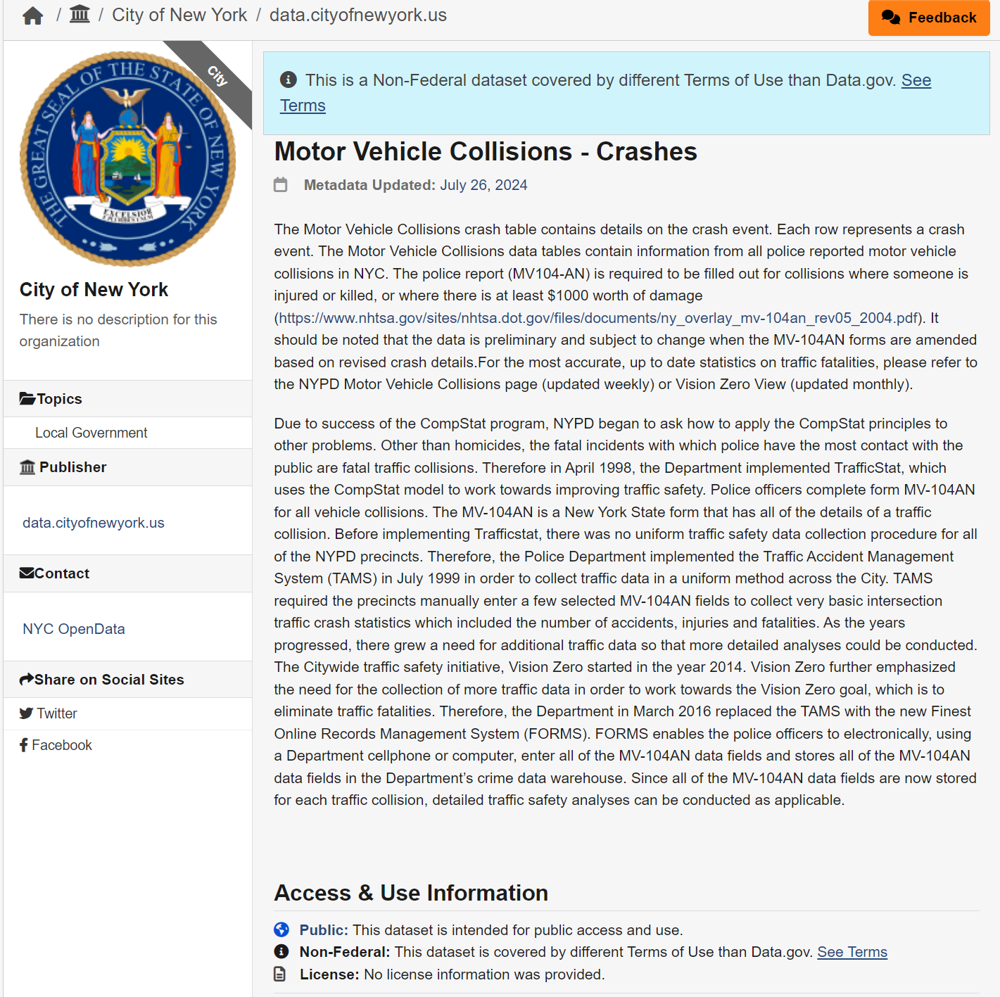 / / City of New York / data.cityofnewyork.us
Feedback
City
THE GREAT SEAL OF THE STATE OF NEW YORK
EXCELSIOR
E PLURIBUS UNUM
City of New York
There is no description for this
organization
Topics
Local Government
Publisher
data.cityofnewyork.us
Contact
NYC OpenData
Share on Social Sites
Twitter
Facebook
This is a Non-Federal dataset covered by different Terms of Use than Data.gov. See
Terms
Motor Vehicle Collisions - Crashes
Metadata Updated: July 26, 2024
The Motor Vehicle Collisions crash table contains details on the crash event. Each row represents a crash
event. The Motor Vehicle Collisions data tables contain information from all police reported motor vehicle
collisions in NYC. The police report (MV104-AN) is required to be filled out for collisions where someone is
injured or killed, or where there is at least $1000 worth of damage
(https://www.nhtsa.gov/sites/nhtsa.dot.gov/files/documents/ny_overlay_mv-104an_rev05_2004.pdf). It
should be noted that the data is preliminary and subject to change when the MV-104AN forms are amended
based on revised crash details.For the most accurate, up to date statistics on traffic fatalities, please refer to
the NYPD Motor Vehicle Collisions page (updated weekly) or Vision Zero View (updated monthly).
Due to success of the CompStat program, NYPD began to ask how to apply the CompStat principles to
other problems. Other than homicides, the fatal incidents with which police have the most contact with the
public are fatal traffic collisions. Therefore in April 1998, the Department implemented TrafficStat, which
uses the CompStat model to work towards improving traffic safety. Police officers complete form MV-104AN
for all vehicle collisions. The MV-104AN is a New York State form that has all of the details of a traffic
collision. Before implementing Trafficstat, there was no uniform traffic safety data collection procedure for all
of the NYPD precincts. Therefore, the Police Department implemented the Traffic Accident Management
System (TAMS) in July 1999 in order to collect traffic data in a uniform method across the City. TAMS
required the precincts manually enter a few selected MV-104AN fields to collect very basic intersection
traffic crash statistics which included the number of accidents, injuries and fatalities. As the years
progressed, there grew a need for additional traffic data so that more detailed analyses could be conducted.
The Citywide traffic safety initiative, Vision Zero started in the year 2014. Vision Zero further emphasized
the need for the collection of more traffic data in order to work towards the Vision Zero goal, which is to
eliminate traffic fatalities. Therefore, the Department in March 2016 replaced the TAMS with the new Finest
Online Records Management System (FORMS). FORMS enables the police officers to electronically, using
a Department cellphone or computer, enter all of the MV-104AN data fields and stores all of the MV-104AN
data fields in the Department’s crime data warehouse. Since all of the MV-104AN data fields are now stored
for each traffic collision, detailed traffic safety analyses can be conducted as applicable.
Access & Use Information
Public: This dataset is intended for public access and use.
Non-Federal: This dataset is covered by different Terms of Use than Data.gov. See Terms
License: No license information was provided.